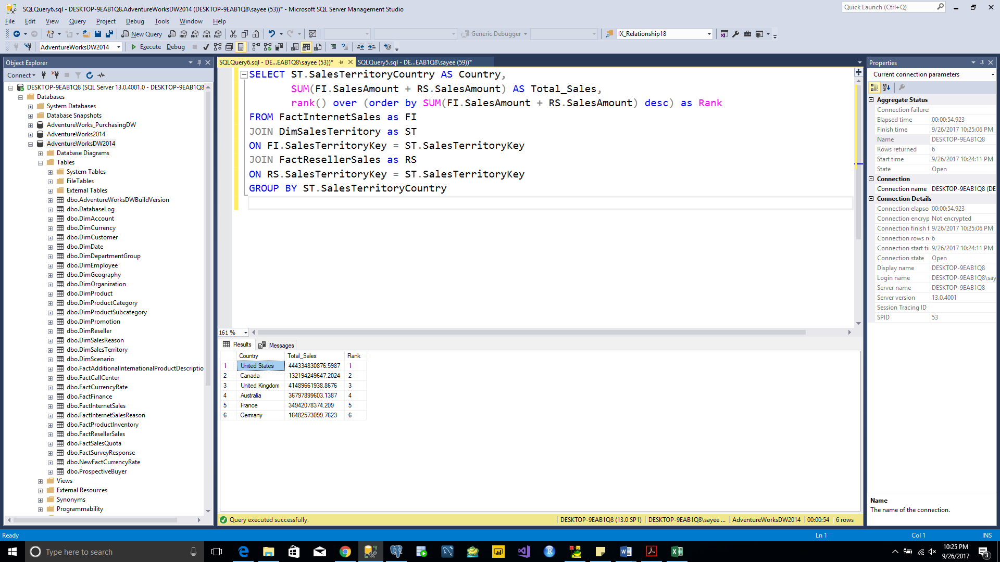 SQLQuery6.sql - DESKTOP-9EAB1Q8.AdventureWorksDW2014 (DESKTOP-9EAB1Q8\sayee (53))* - Microsoft SQL Server Management Studio
Quick Launch (Ctrl+Q)
File Edit View Query Project Debug Tools Window Help
New Query
MDX DMX XMLA DAX
Generic Debugger
IX_Relationship18
AdventureWorksDW2014
Execute Debug
Object Explorer
Connect
DESKTOP-9EAB1Q8 (SQL Server 13.0.4001.0 - DESKTOP-9EAB1Q8
Databases
System Databases
Database Snapshots
AdventureWorks_PurchasingDW
AdventureWorks2014
AdventureWorksDW2014
Database Diagrams
Tables
System Tables
FileTables
External Tables
dbo.AdventureWorksDWBuildVersion
dbo.DatabaseLog
dbo.DimAccount
dbo.DimCurrency
dbo.DimCustomer
dbo.DimDate
dbo.DimDepartmentGroup
dbo.DimEmployee
dbo.DimGeography
dbo.DimOrganization
dbo.DimProduct
dbo.DimProductCategory
dbo.DimProductSubcategory
dbo.DimPromotion
dbo.DimReseller
dbo.DimSalesReason
dbo.DimSalesTerritory
dbo.DimScenario
dbo.FactAdditionalInternationalProductDescriptio
dbo.FactCallCenter
dbo.FactCurrencyRate
dbo.FactFinance
dbo.FactInternetSales
dbo.FactInternetSalesReason
dbo.FactProductInventory
dbo.FactResellerSales
dbo.FactSalesQuota
dbo.FactSurveyResponse
dbo.NewFactCurrencyRate
dbo.ProspectiveBuyer
Views
External Resources
Synonyms
Programmability
SQLQuery6.sql - DE...EAB1Q8\sayee (53))*
SQLQuery5.sql - DE...EAB1Q8\sayee (59))*
SELECT ST.SalesTerritoryCountry AS Country,
SUM(FI.SalesAmount + RS.SalesAmount) AS Total_Sales,
rank() over (order by SUM(FI.SalesAmount + RS.SalesAmount) desc) as Rank
FROM FactInternetSales as FI
JOIN DimSalesTerritory as ST
ON FI.SalesTerritoryKey = ST.SalesTerritoryKey
JOIN FactResellerSales as RS
ON RS.SalesTerritoryKey = ST.SalesTerritoryKey
GROUP BY ST.SalesTerritoryCountry
161 %
Results Messages
Country Total_Sales Rank
1 United States 444334830876.5987 1
2 Canada 132194249647.2024 2
3 United Kingdom 41489661938.8676 3
4 Australia 36797899603.1387 4
5 France 34942078374.209 5
6 Germany 16482573099.7623 6
Query executed successfully.
DESKTOP-9EAB1Q8 (13.0 SP1) DESKTOP-9EAB1Q8\sayee ... AdventureWorksDW2014 00:00:54 6 rows
Properties
Current connection parameters
Aggregate Status
Connection failures
Elapsed time 00:00:54.923
Finish time 9/26/2017 10:25:06 PM
Name DESKTOP-9EAB1Q8
Rows returned 6
Start time 9/26/2017 10:24:11 PM
State Open
Connection
Connection name DESKTOP-9EAB1Q8 (DE
Connection Details
Connection elapse 00:00:54.923
Connection encryp Not encrypted
Connection finish t 9/26/2017 10:25:06 PM
Connection rows re 6
Connection start ti 9/26/2017 10:24:11 PM
Connection state Open
Display name DESKTOP-9EAB1Q8
Login name DESKTOP-9EAB1Q8\say
Server name DESKTOP-9EAB1Q8
Server version 13.0.4001
Session Tracing ID
SPID 53
Name
The name of the connection.
Ready
Ln 1 Col 1 INS
Type here to search
10:25 PM
9/26/2017
3